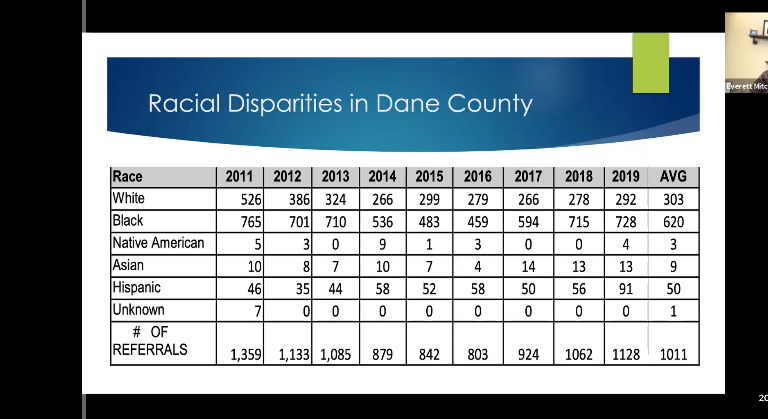 Racial Disparities in Dane County
Race 2011 2012 2013 2014 2015 2016 2017 2018 2019 AVG
White 526 386 324 266 299 279 266 278 292 303
Black 765 701 710 536 483 459 594 715 728 620
Native American 5 3 0 9 1 3 0 0 4 3
Asian 10 8 7 10 7 4 14 13 13 9
Hispanic 46 35 44 58 52 58 50 56 91 50
Unknown 7 0 0 0 0 0 0 0 0 1
# OF
REFERRALS 1,359 1,133 1,085 879 842 803 924 1062 1128 1011
Everett Mitc
20